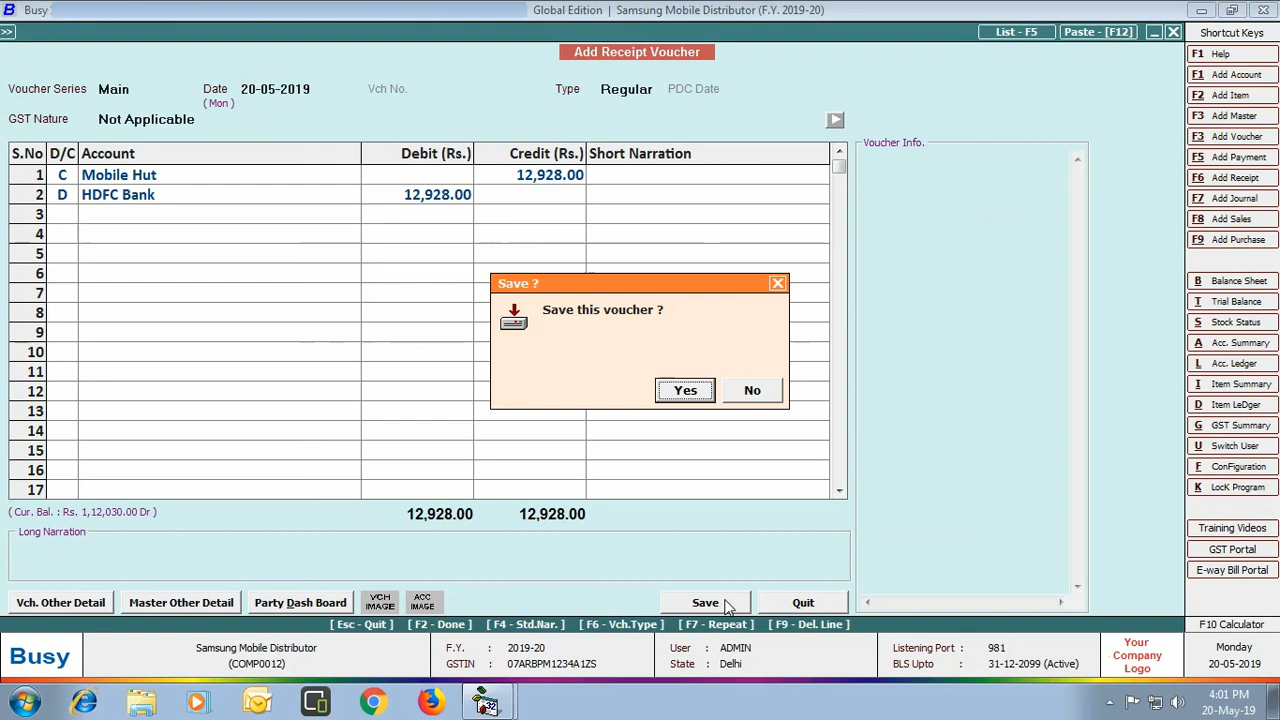 Busy
Global Edition | Samsung Mobile Distributor (F.Y. 2019-20)
>>
List - F5
Paste - [F12]
Shortcut Keys
Add Receipt Voucher
Voucher Series Main
Date 20-05-2019
( Mon )
Vch No.
Type Regular
PDC Date
GST Nature Not Applicable
Voucher Info.
S.No D/C Account Debit (Rs.) Credit (Rs.) Short Narration
1 C Mobile Hut 12,928.00
2 D HDFC Bank 12,928.00
3
4
5
6
7
8
9
10
11
12
13
14
15
16
17
Save ?
Save this voucher ?
Yes
No
( Cur. Bal. : Rs. 1,12,030.00 Dr )
12,928.00 12,928.00
Long Narration
Vch. Other Detail
Master Other Detail
Party Dash Board
VCH IMAGE
ACC IMAGE
Save
Quit
[ Esc - Quit ] [ F2 - Done ] [ F4 - Std.Nar. ] [ F6 - Vch.Type ] [ F7 - Repeat ] [ F9 - Del. Line ]
F1 Help
F1 Add Account
F2 Add Item
F3 Add Master
F3 Add Voucher
F5 Add Payment
F6 Add Receipt
F7 Add Journal
F8 Add Sales
F9 Add Purchase
B Balance Sheet
T Trial Balance
S Stock Status
A Acc. Summary
L Acc. Ledger
I Item Summary
D Item LeDger
G GST Summary
U Switch User
F ConFiguration
K LocK Program
Training Videos
GST Portal
E-way Bill Portal
F10 Calculator
Busy
Samsung Mobile Distributor
(COMP0012)
F.Y. : 2019-20
GSTIN : 07ARBPM1234A1ZS
User : ADMIN
State : Delhi
Listening Port : 981
BLS Upto : 31-12-2099 (Active)
Your
Company
Logo
Monday
20-05-2019
32
4:01 PM
20-May-19